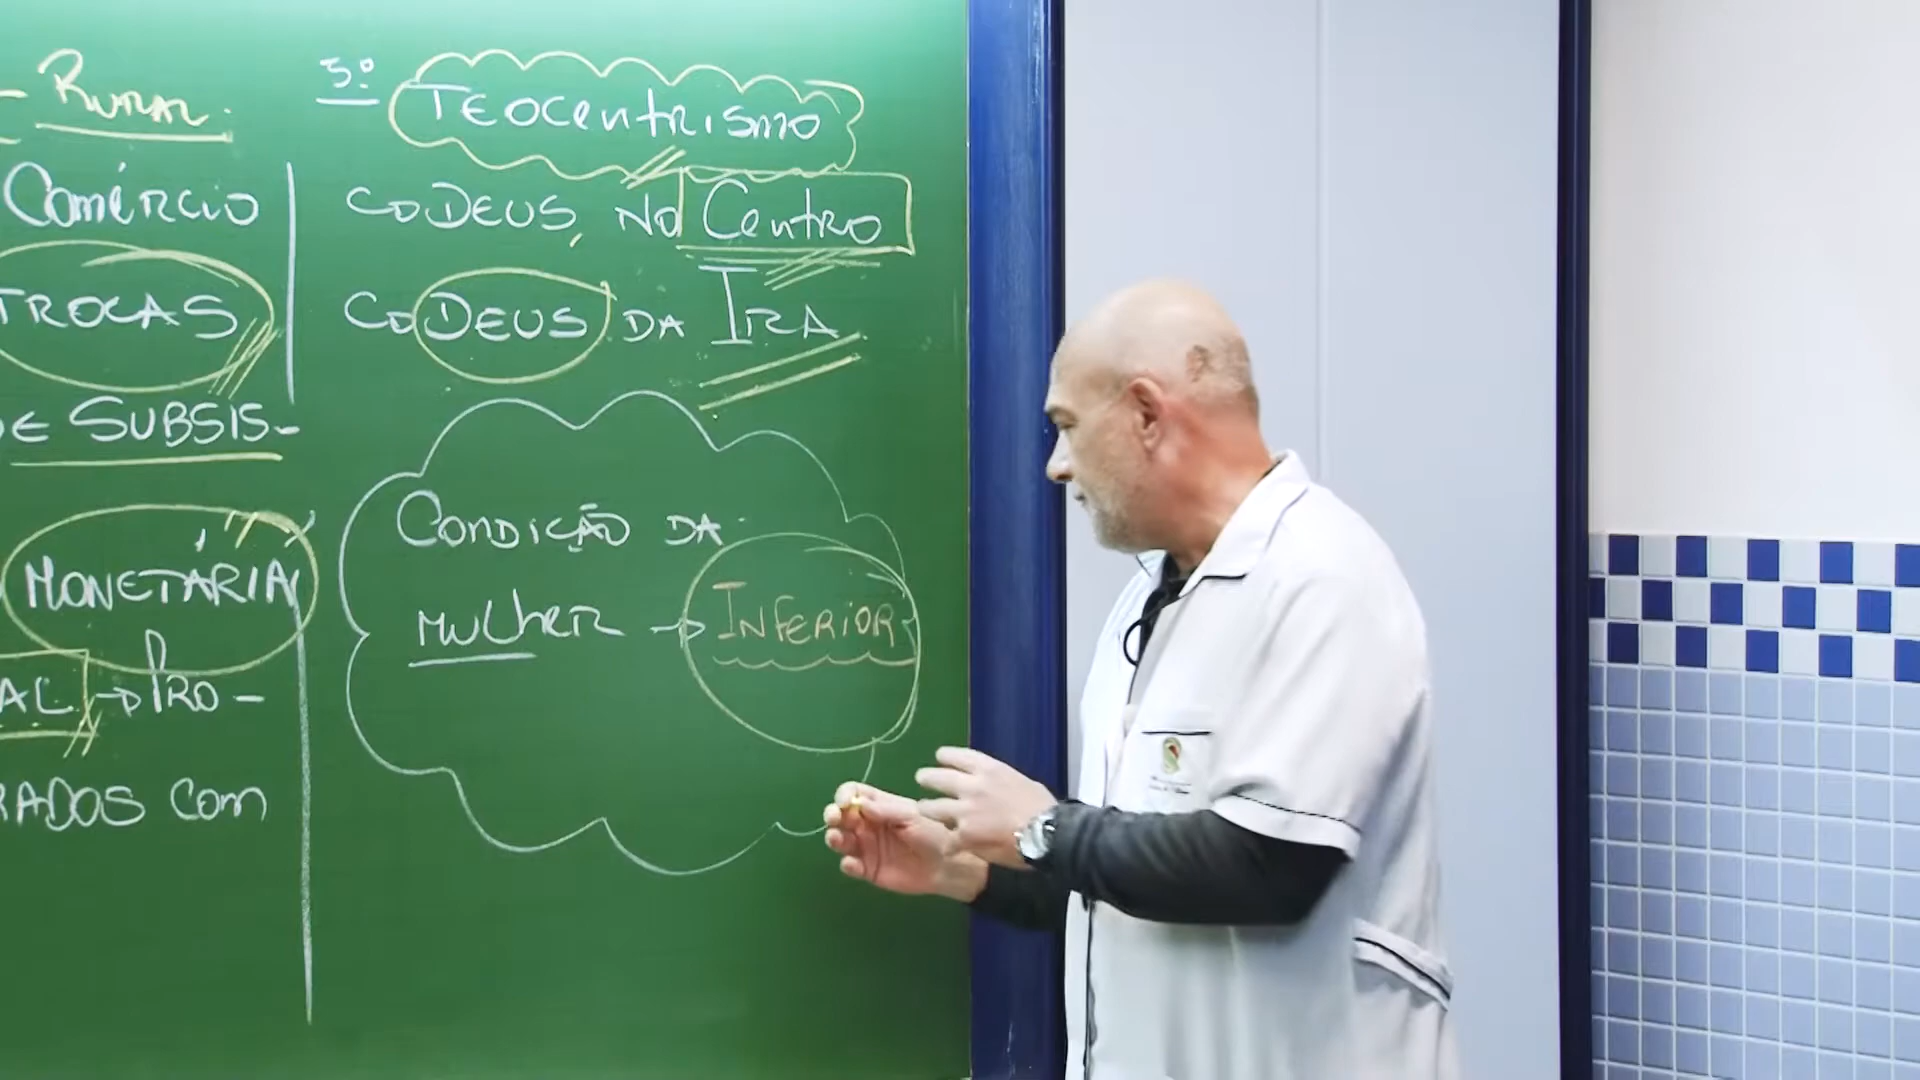 - RURAL.
COMÉRCIO
TROCAS
DE SUBSIS-
MONETÁRIA
AL → PRO-
RADOS COM
3º TEOCENTRISMO
DEUS, NO CENTRO
DEUS DA IRA
CONDIÇÃO DA
MULHER → INFERIOR